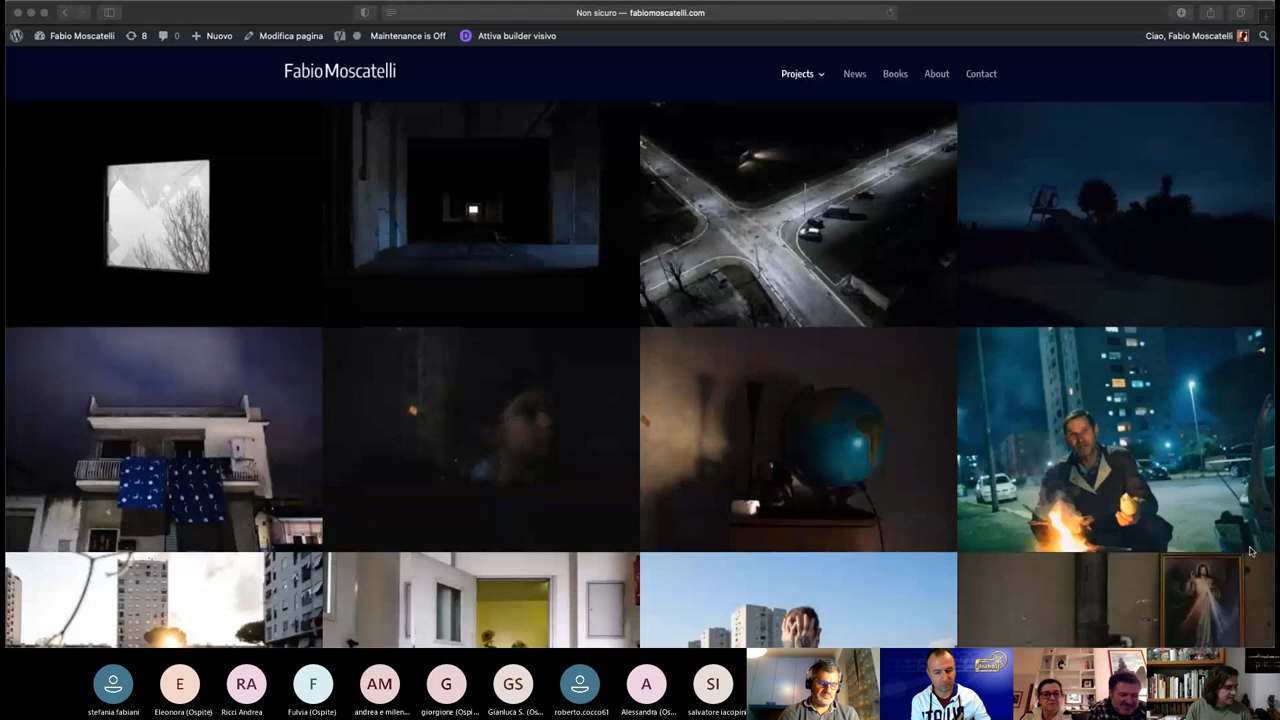 Non sicuro — fabiomoscatelli.com
Fabio Moscatelli 8 0 Nuovo Modifica pagina Maintenance is Off Attiva builder visivo Ciao, Fabio Moscatelli
FabioMoscatelli
Projects News Books About Contact
E RA F AM G GS A SI
stefania fabiani Eleonora (Ospite) Ricci Andrea Fulvia (Ospite) andrea e milen... giorgione (Ospi... Gianluca S. (Os... roberto.cocco61 Alessandra (Os... salvatore iacopin